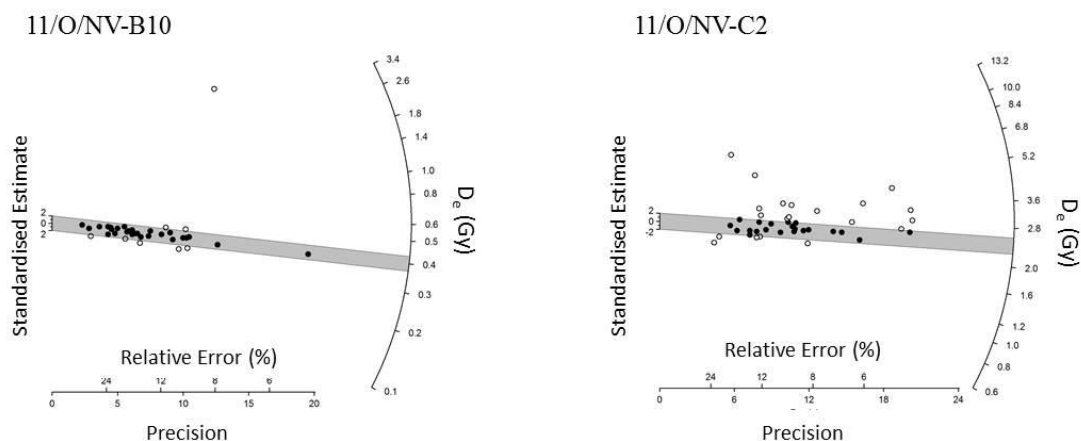 11/O/NV-B10
3.4
2.6
1.8
1.4
1.0
0.8
0.6
0.5
0.4
0.3
0.2
0.1
D e (Gy)
Standardised Estimate
2
0
2
Relative Error (%)
24 12 8 6
0 5 10 15 20
Precision
11/O/NV-C2
13.2
10.0
8.4
6.8
5.2
3.6
2.8
2.0
1.6
1.2
1.0
0.8
0.6
D e (Gy)
Standardised Estimate
2
0
-2
Relative Error (%)
24 12 8 6
0 6 12 18 24
Precision